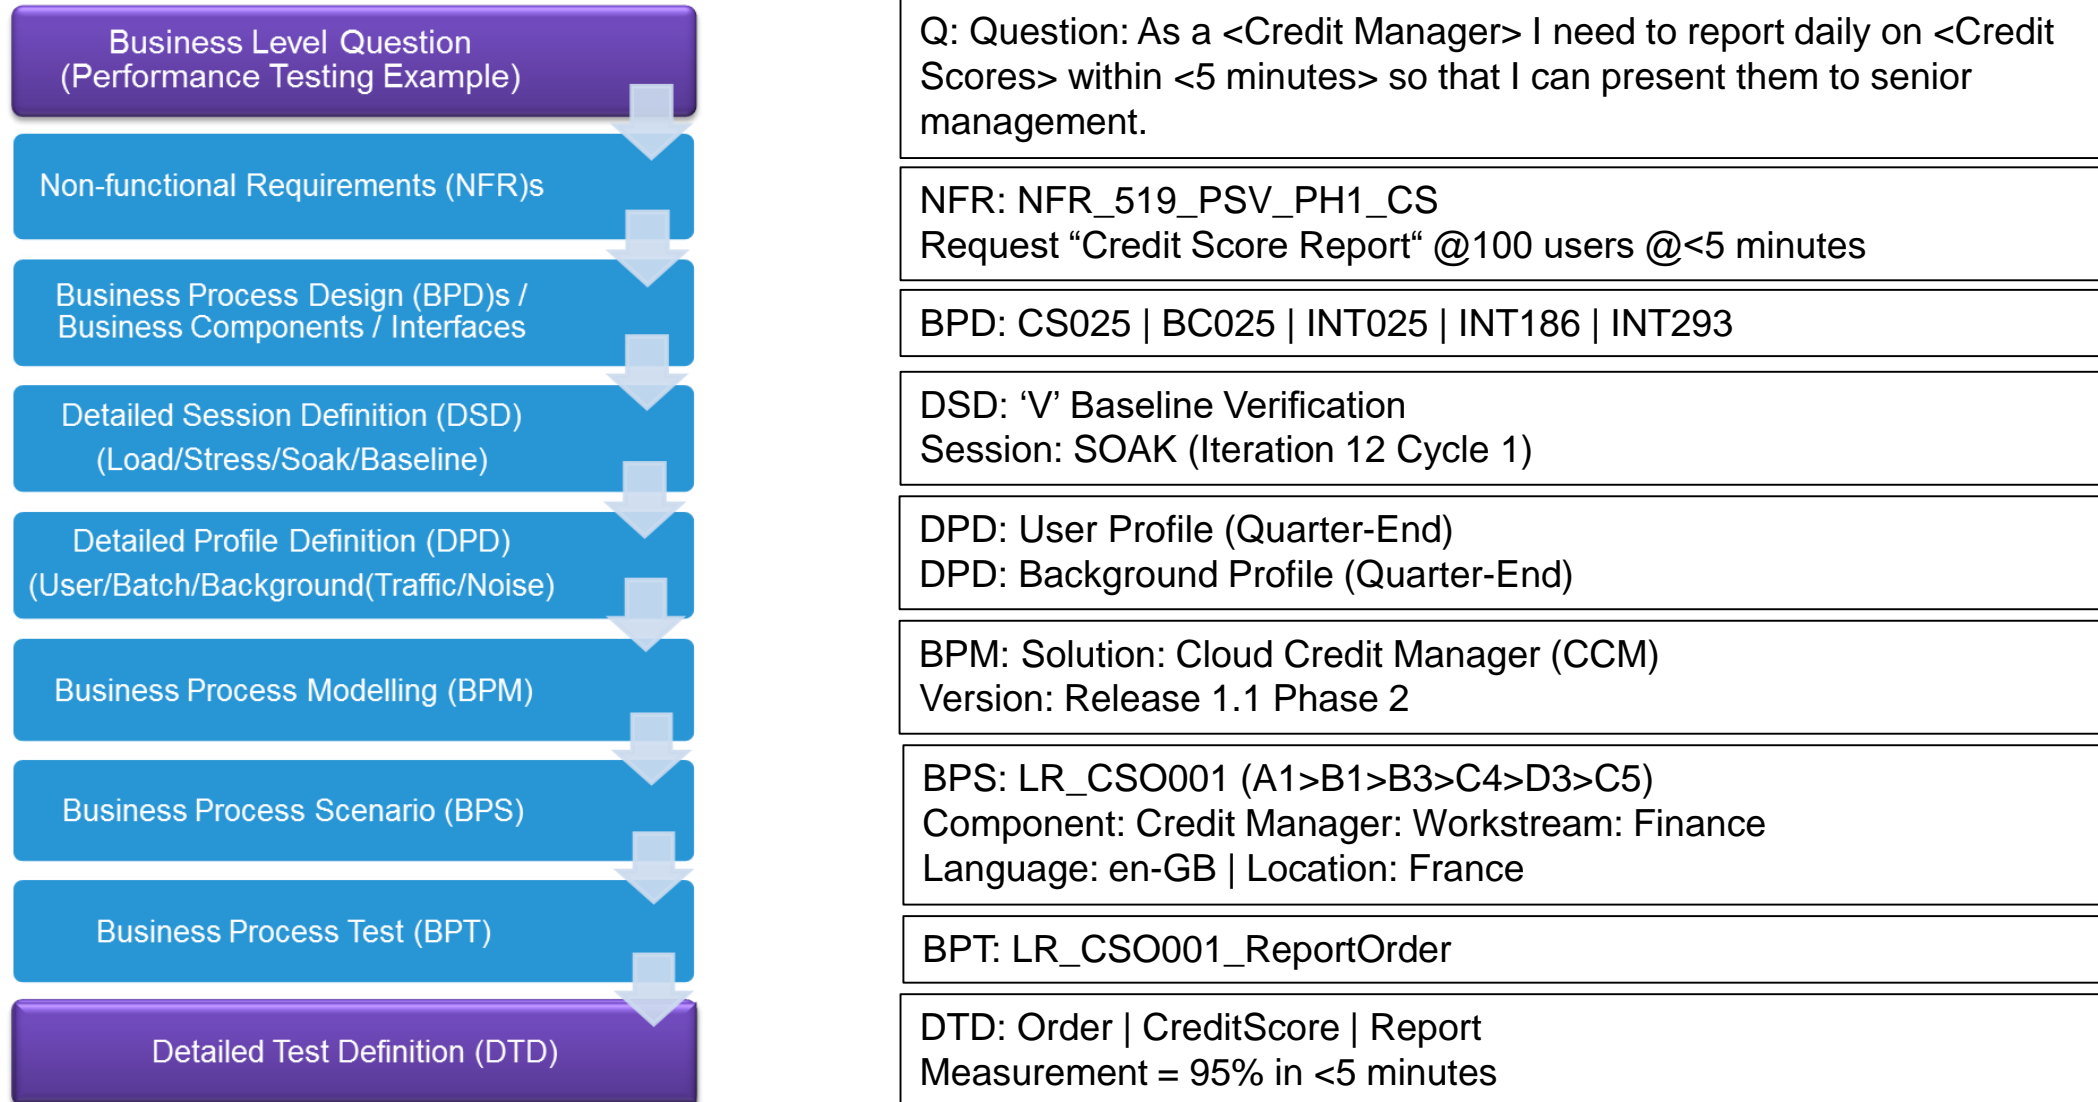 Business Level Question
(Performance Testing Example)
Q: Question: As a <Credit Manager> I need to report daily on <Credit
Scores> within <5 minutes> so that I can present them to senior
management.
Non-functional Requirements (NFR)s
NFR: NFR_519_PSV_PH1_CS
Request “Credit Score Report“ @100 users @<5 minutes
Business Process Design (BPD)s /
Business Components / Interfaces
BPD: CS025 | BC025 | INT025 | INT186 | INT293
Detailed Session Definition (DSD)
(Load/Stress/Soak/Baseline)
DSD: ‘V’ Baseline Verification
Session: SOAK (Iteration 12 Cycle 1)
Detailed Profile Definition (DPD)
(User/Batch/Background(Traffic/Noise)
DPD: User Profile (Quarter-End)
DPD: Background Profile (Quarter-End)
Business Process Modelling (BPM)
BPM: Solution: Cloud Credit Manager (CCM)
Version: Release 1.1 Phase 2
Business Process Scenario (BPS)
BPS: LR_CSO001 (A1>B1>B3>C4>D3>C5)
Component: Credit Manager: Workstream: Finance
Language: en-GB | Location: France
Business Process Test (BPT)
BPT: LR_CSO001_ReportOrder
Detailed Test Definition (DTD)
DTD: Order | CreditScore | Report
Measurement = 95% in <5 minutes